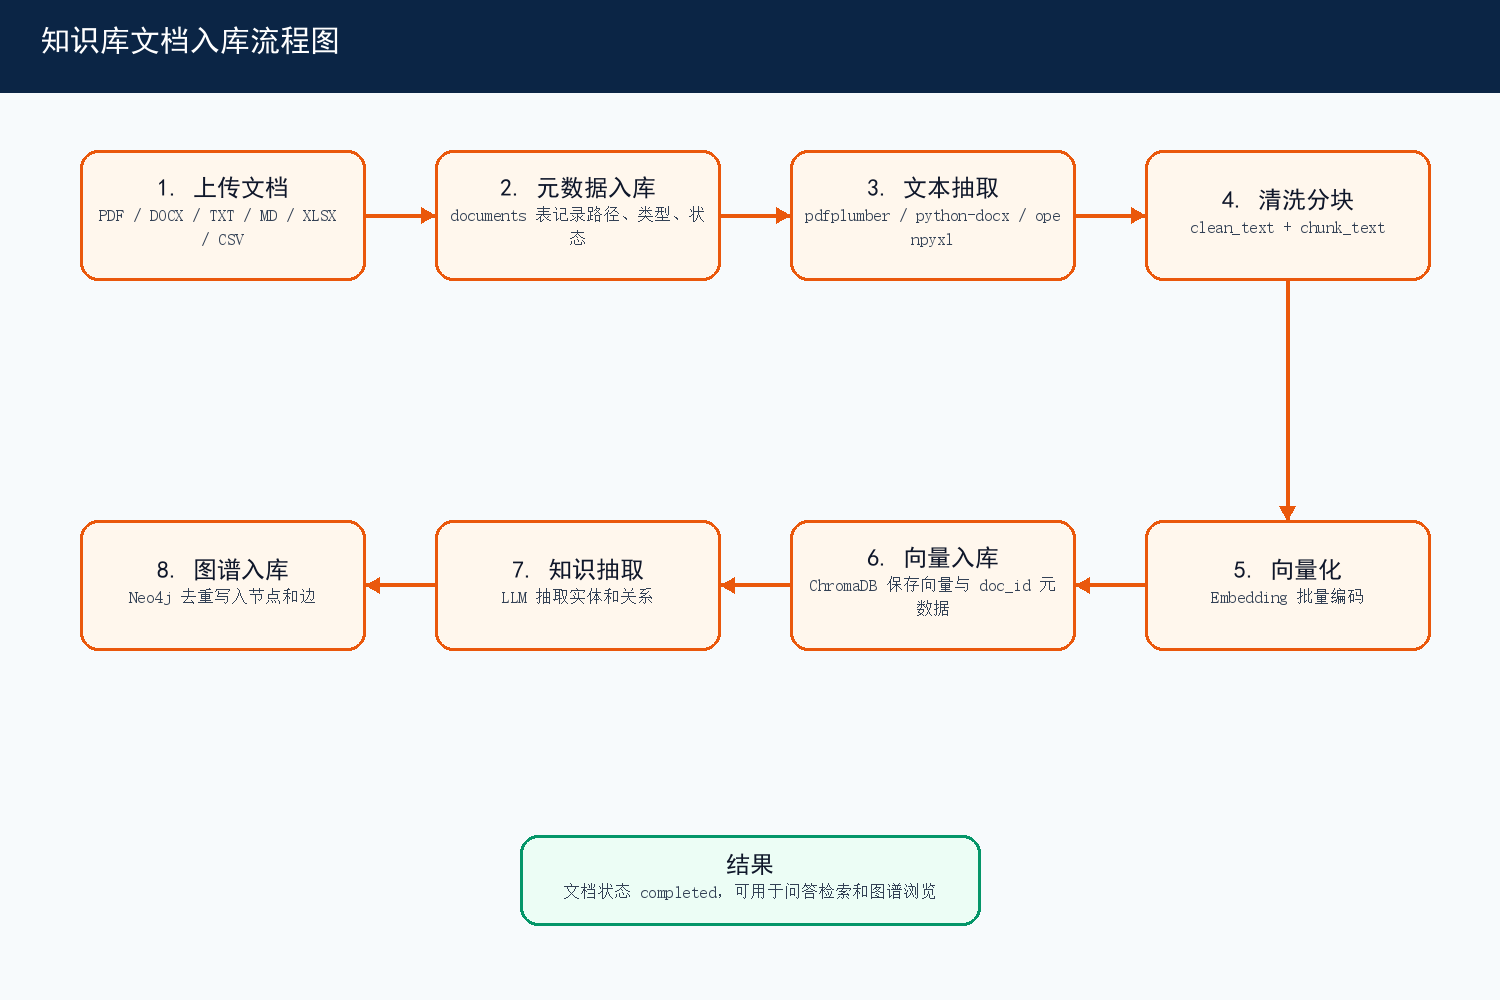 知识库文档入库流程图
1. 上传文档
PDF / DOCX / TXT / MD / XLSX
/ CSV
2. 元数据入库
documents 表记录路径、类型、状
态
3. 文本抽取
pdfplumber / python-docx / ope
npyxl
4. 清洗分块
clean_text + chunk_text
5. 向量化
Embedding 批量编码
6. 向量入库
ChromaDB 保存向量与 doc_id 元
数据
7. 知识抽取
LLM 抽取实体和关系
8. 图谱入库
Neo4j 去重写入节点和边
结果
文档状态 completed，可用于问答检索和图谱浏览